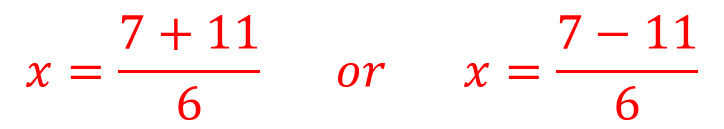 x = (7 + 11)/6 or x = (7 − 11)/6